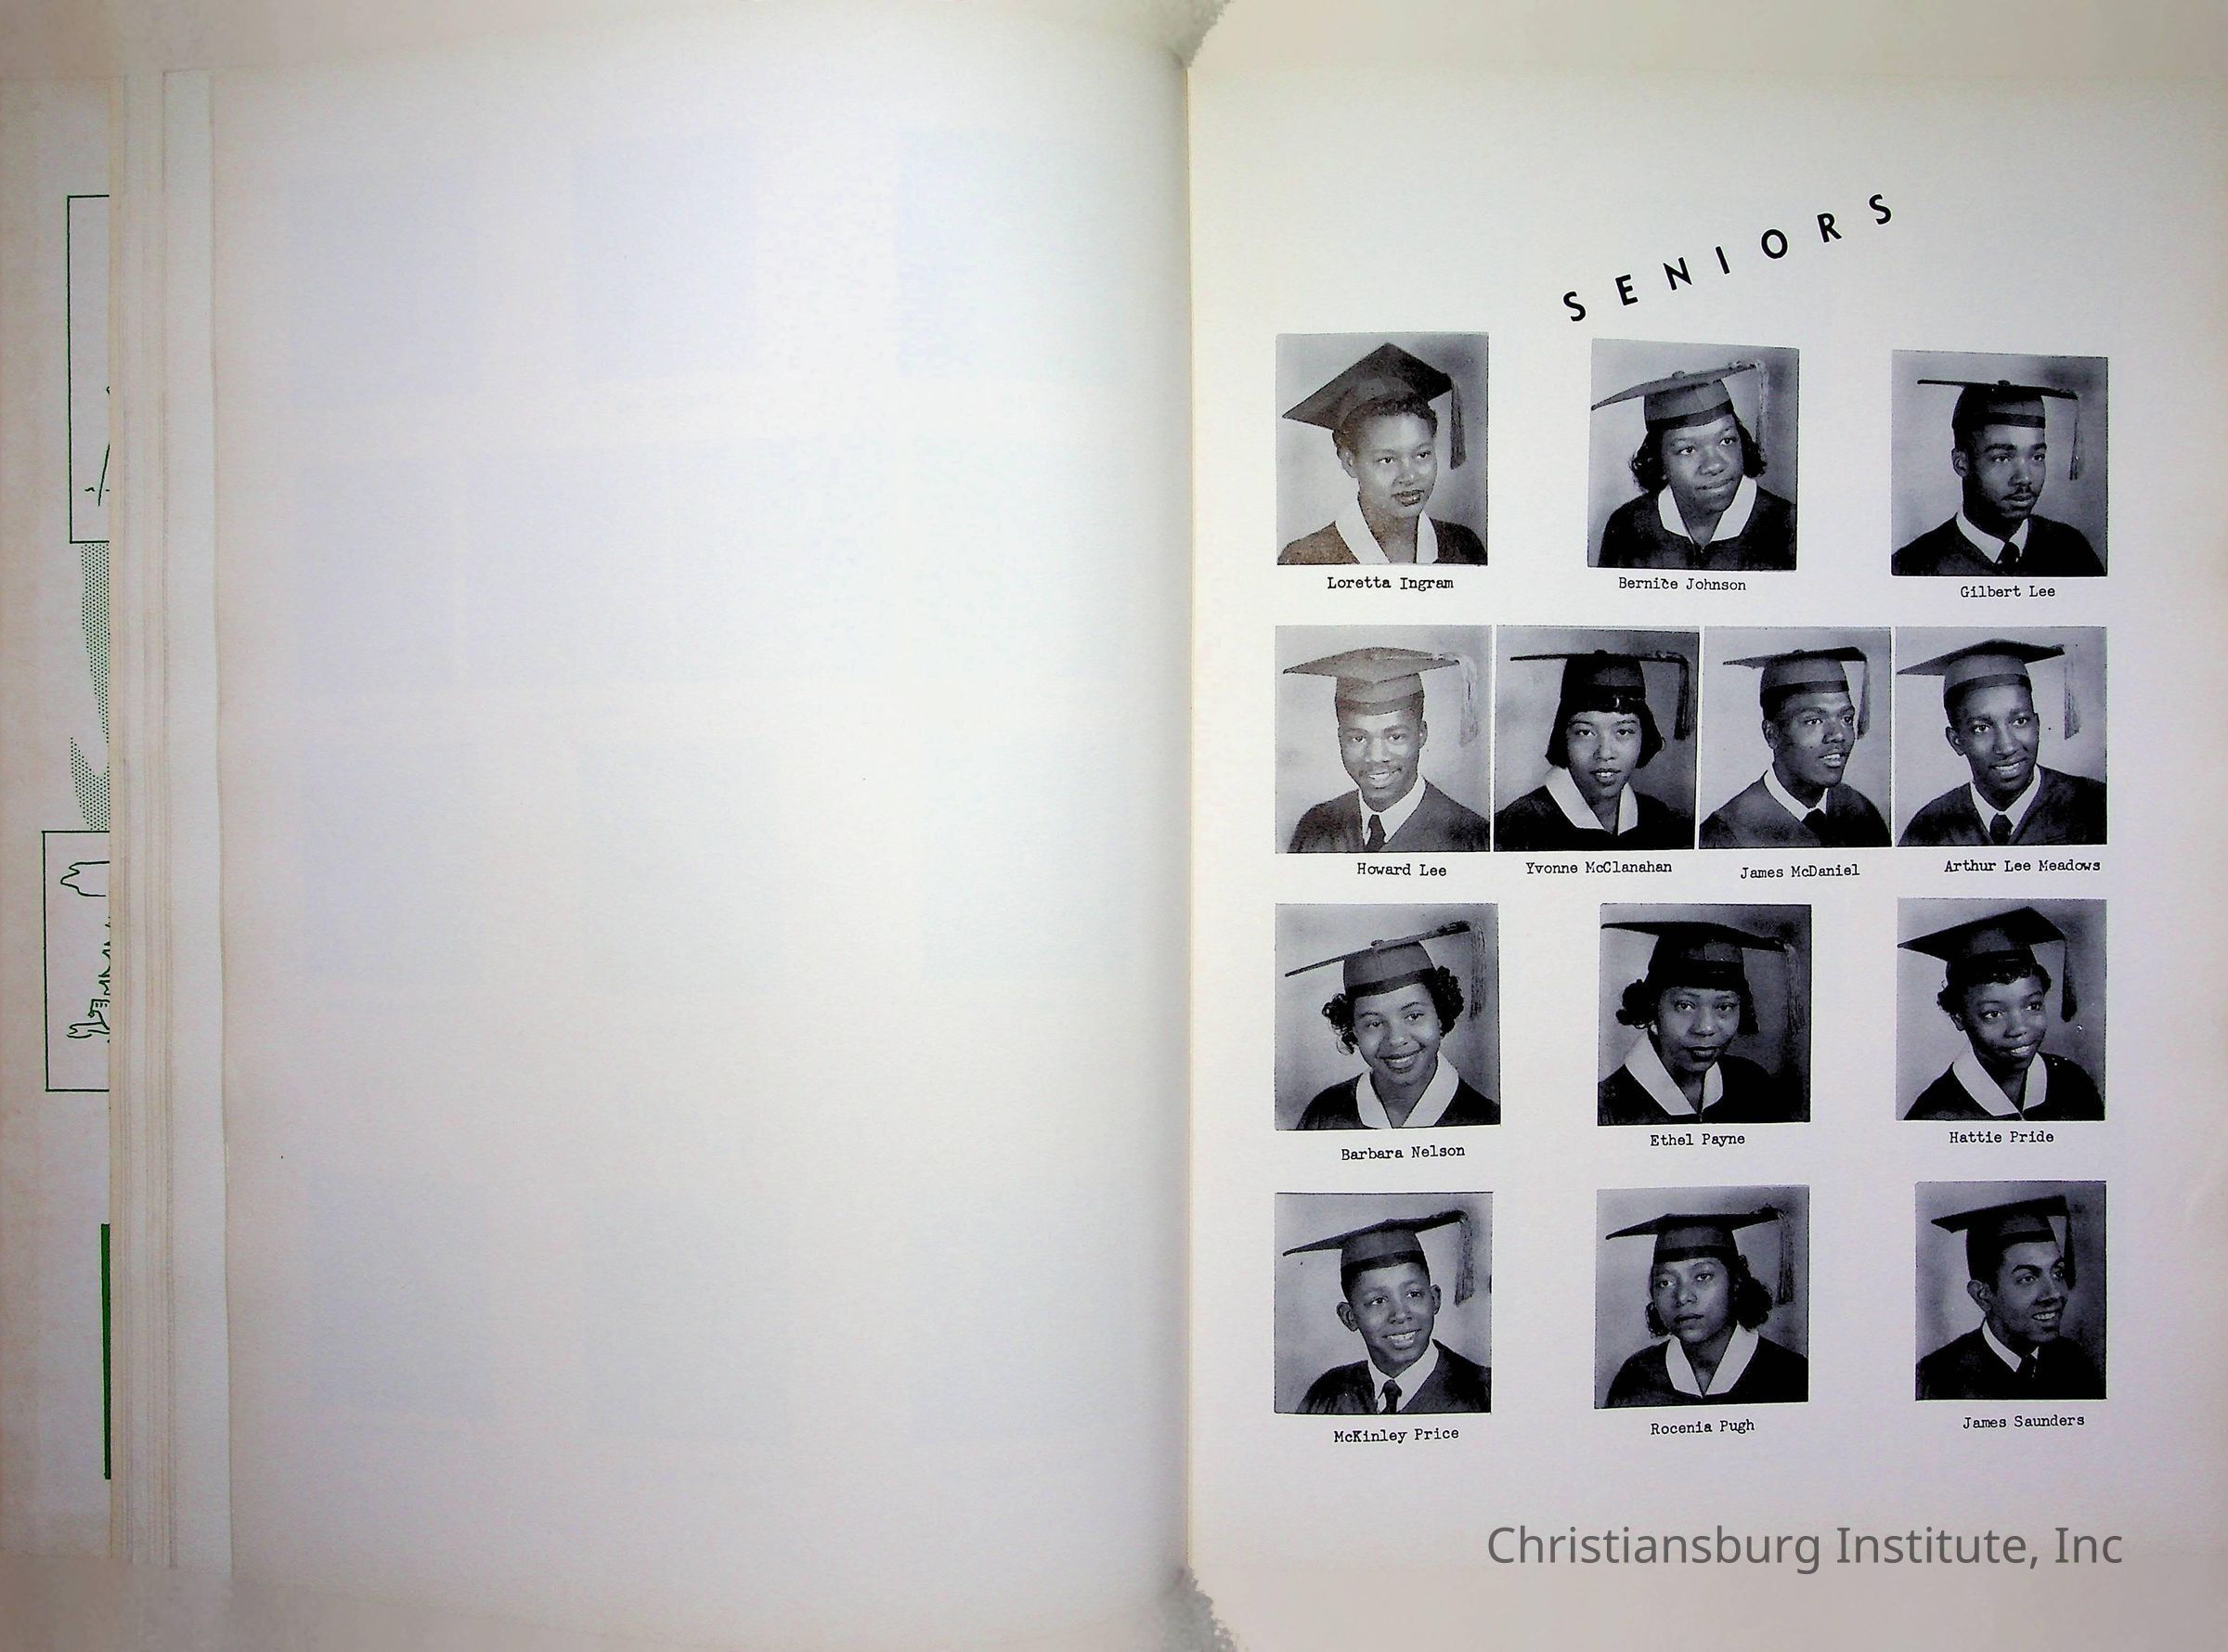 SENIORS
Loretta Ingram
Bernice Johnson
Gilbert Lee
Howard Lee
Yvonne McClanahan
James McDaniel
Arthur Lee Meadows
Barbara Nelson
Ethel Payne
Hattie Pride
McKinley Price
Rocenia Pugh
James Saunders
Christiansburg Institute, Inc